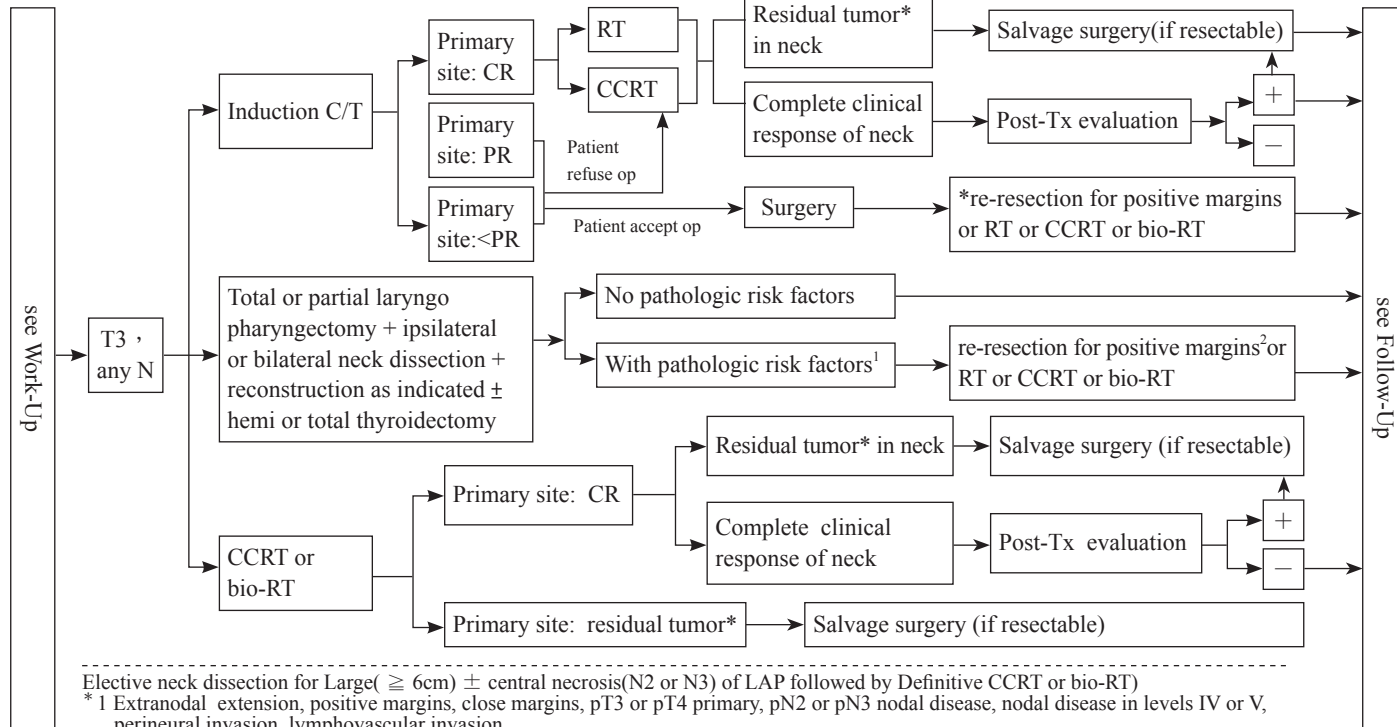 see Work-Up
T3，
any N
Induction C/T
Primary
site: CR
Primary
site: PR
Primary
site:<PR
RT
CCRT
Patient
refuse op
Patient accept op
Residual tumor*
in neck
Complete clinical
response of neck
Salvage surgery(if resectable)
Post-Tx evaluation
+
−
Surgery
*re-resection for positive margins
or RT or CCRT or bio-RT
Total or partial laryngo
pharyngectomy + ipsilateral
or bilateral neck dissection +
reconstruction as indicated ±
hemi or total thyroidectomy
No pathologic risk factors
With pathologic risk factors1
re-resection for positive margins2or
RT or CCRT or bio-RT
CCRT or
bio-RT
Primary site: CR
Primary site: residual tumor*
Residual tumor* in neck
Complete clinical
response of neck
Salvage surgery (if resectable)
Post-Tx evaluation
+
−
Salvage surgery (if resectable)
see Follow-Up
Elective neck dissection for Large( ≧ 6cm) ± central necrosis(N2 or N3) of LAP followed by Definitive CCRT or bio-RT)
* 1 Extranodal extension, positive margins, close margins, pT3 or pT4 primary, pN2 or pN3 nodal disease, nodal disease in levels IV or V,
perineural invasion, lymphovascular invasion